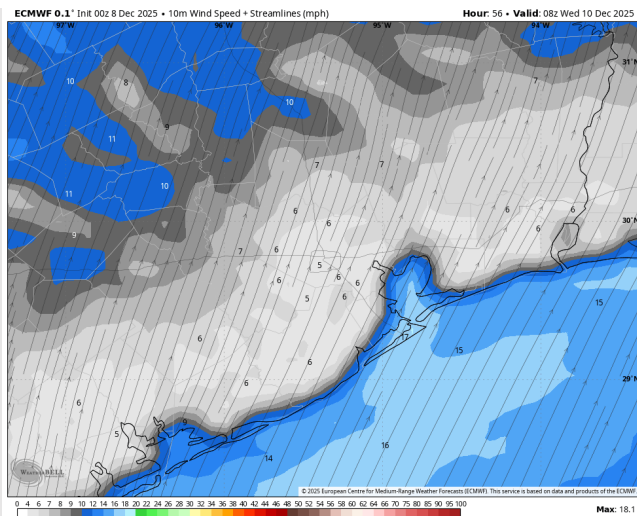 ECMWF 0.1° Init 00z 8 Dec 2025 • 10m Wind Speed + Streamlines (mph)
Hour: 56 • Valid: 08z Wed 10 Dec 2025
97°W 96°W 95°W 94°W
31°N
7
10 8
10
9
11
7 7
10
11
6 6 6
6 6
30°N
9
7 6
5
6 6 6
5 6
15
17
6
15
6
29°N
6
6
9
5
16
14
WEATHERBELL
© 2025 European Centre for Medium-Range Weather Forecasts (ECMWF). This service is based on data and products of the ECMWF.
0 4 6 7 8 9 10 12 14 16 18 20 22 24 26 28 30 32 34 36 38 40 42 44 46 48 50 52 54 56 58 60 62 64 66 68 70 75 80 85 90 95 100
Max: 18.1